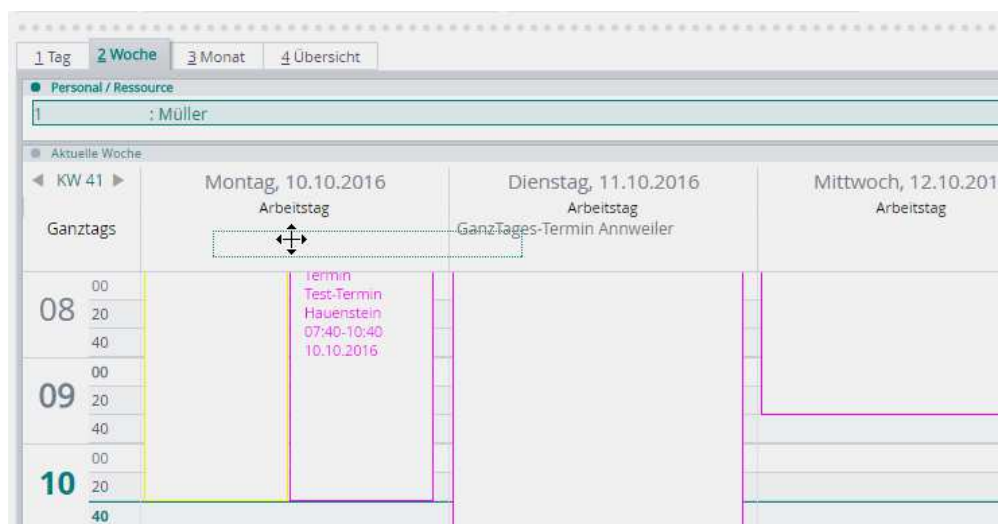 1 Tag 2 Woche 3 Monat 4 Übersicht
Personal / Ressource
1 : Müller
Aktuelle Woche
KW 41 Montag, 10.10.2016 Dienstag, 11.10.2016 Mittwoch, 12.10.201
Arbeitstag Arbeitstag Arbeitstag
Ganztags GanzTages-Termin Annweiler
Termin
08 00 Test-Termin
20 Hauenstein
07:40-10:40
40 10.10.2016
09 00
20
40
10 00
20
40